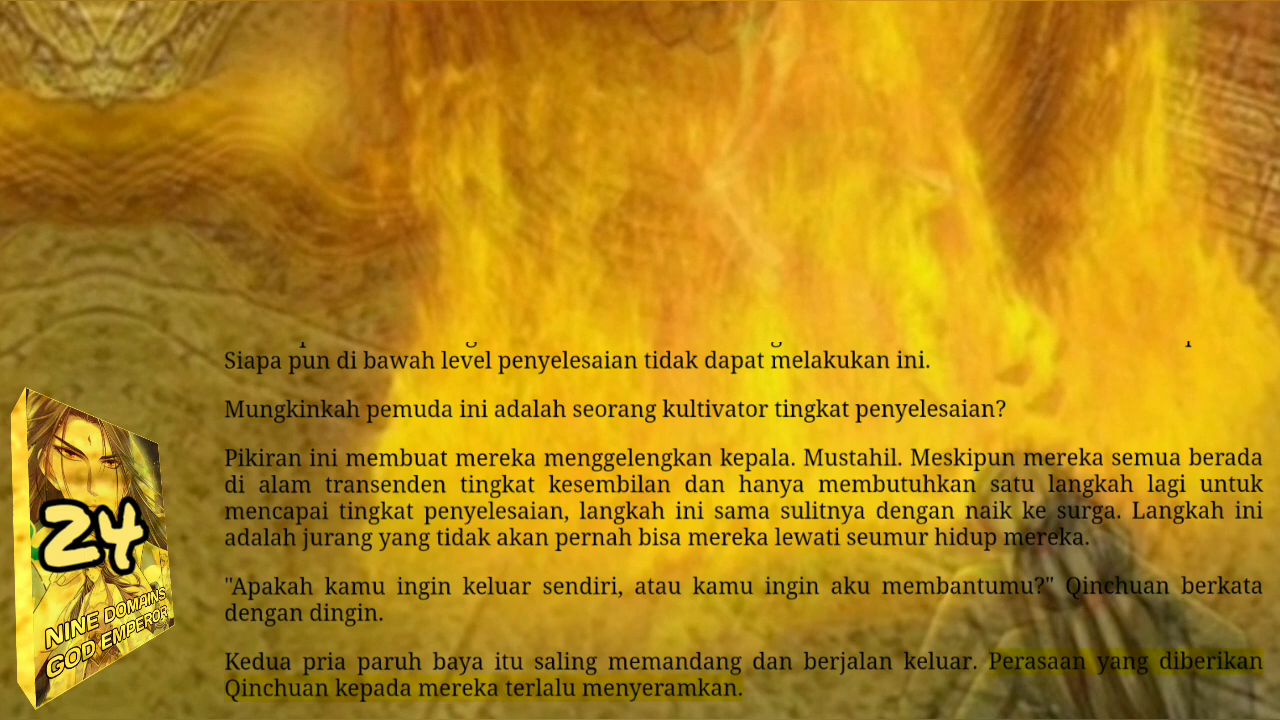 Siapa pun di bawah level penyelesaian tidak dapat melakukan ini.
Mungkinkah pemuda ini adalah seorang kultivator tingkat penyelesaian?
Pikiran ini membuat mereka menggelengkan kepala. Mustahil. Meskipun mereka semua berada
di alam transenden tingkat kesembilan dan hanya membutuhkan satu langkah lagi untuk
mencapai tingkat penyelesaian, langkah ini sama sulitnya dengan naik ke surga. Langkah ini
adalah jurang yang tidak akan pernah bisa mereka lewati seumur hidup mereka.
"Apakah kamu ingin keluar sendiri, atau kamu ingin aku membantumu?" Qinchuan berkata
dengan dingin.
Kedua pria paruh baya itu saling memandang dan berjalan keluar. Perasaan yang diberikan
Qinchuan kepada mereka terlalu menyeramkan.
24
NINE DOMAINS
GOD EMPEROR